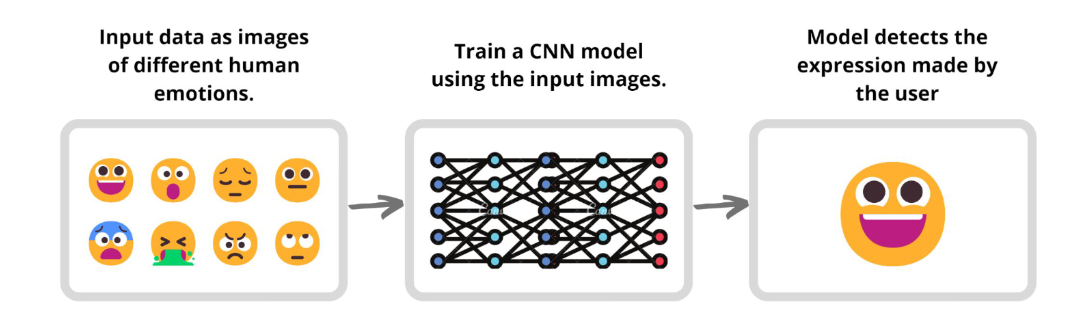 Input data as images
of different human
emotions.
Train a CNN model
using the input images.
Model detects the
expression made by
the user